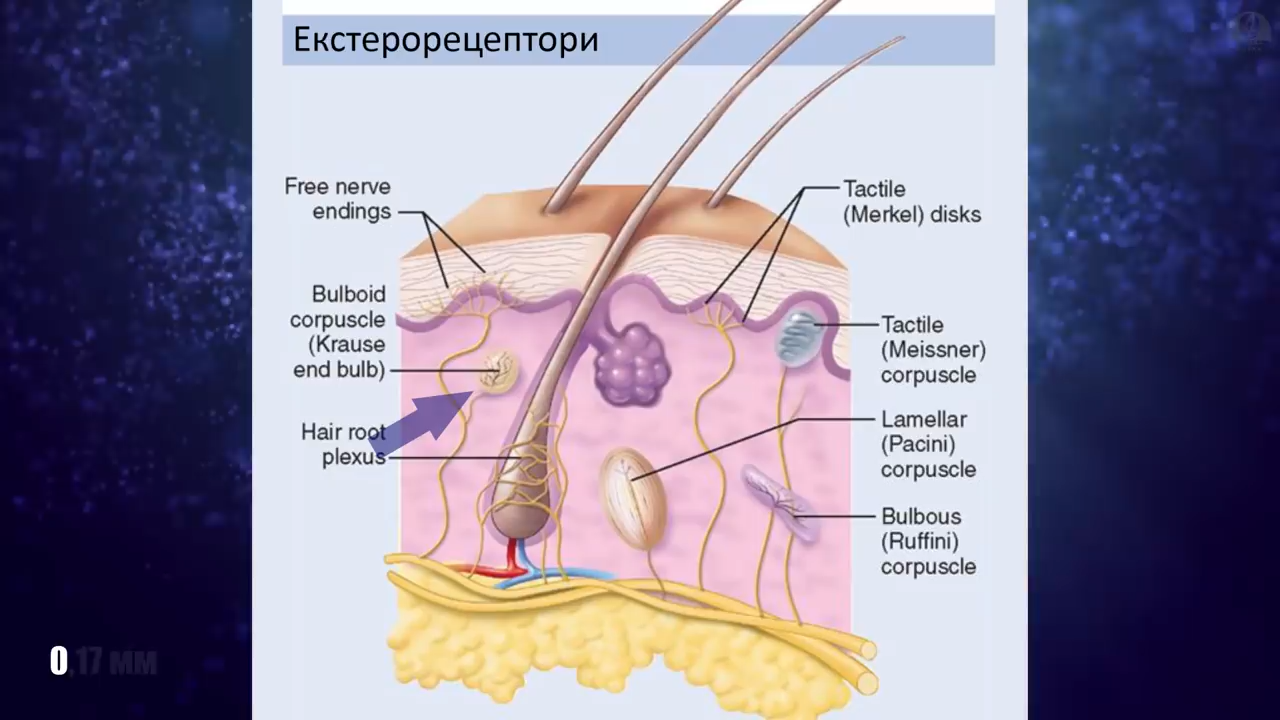 Екстерорецептори
Free nerve
endings
Bulboid
corpuscle
(Krause
end bulb)
Hair root
plexus
Tactile
(Merkel) disks
Tactile
(Meissner)
corpuscle
Lamellar
(Pacini)
corpuscle
Bulbous
(Ruffini)
corpuscle
0,17 мм